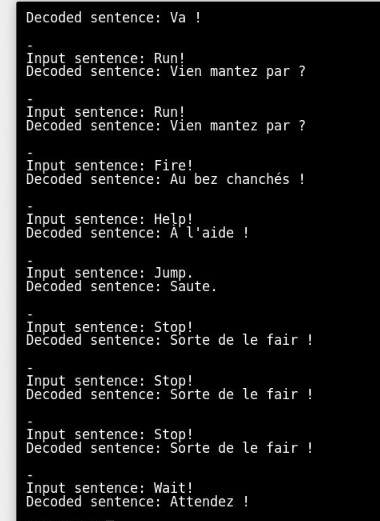 Decoded sentence: Va !
-
Input sentence: Run!
Decoded sentence: Vien mantez par ?
-
Input sentence: Run!
Decoded sentence: Vien mantez par ?
-
Input sentence: Fire!
Decoded sentence: Au bez chanchés !
-
Input sentence: Help!
Decoded sentence: À l'aide !
-
Input sentence: Jump.
Decoded sentence: Saute.
-
Input sentence: Stop!
Decoded sentence: Sorte de le fair !
-
Input sentence: Stop!
Decoded sentence: Sorte de le fair !
-
Input sentence: Stop!
Decoded sentence: Sorte de le fair !
-
Input sentence: Wait!
Decoded sentence: Attendez !